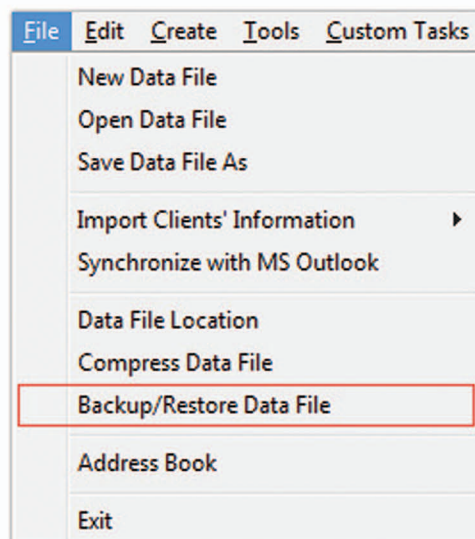 File Edit Create Tools Custom Tasks
New Data File
Open Data File
Save Data File As
Import Clients' Information
Synchronize with MS Outlook
Data File Location
Compress Data File
Backup/Restore Data File
Address Book
Exit